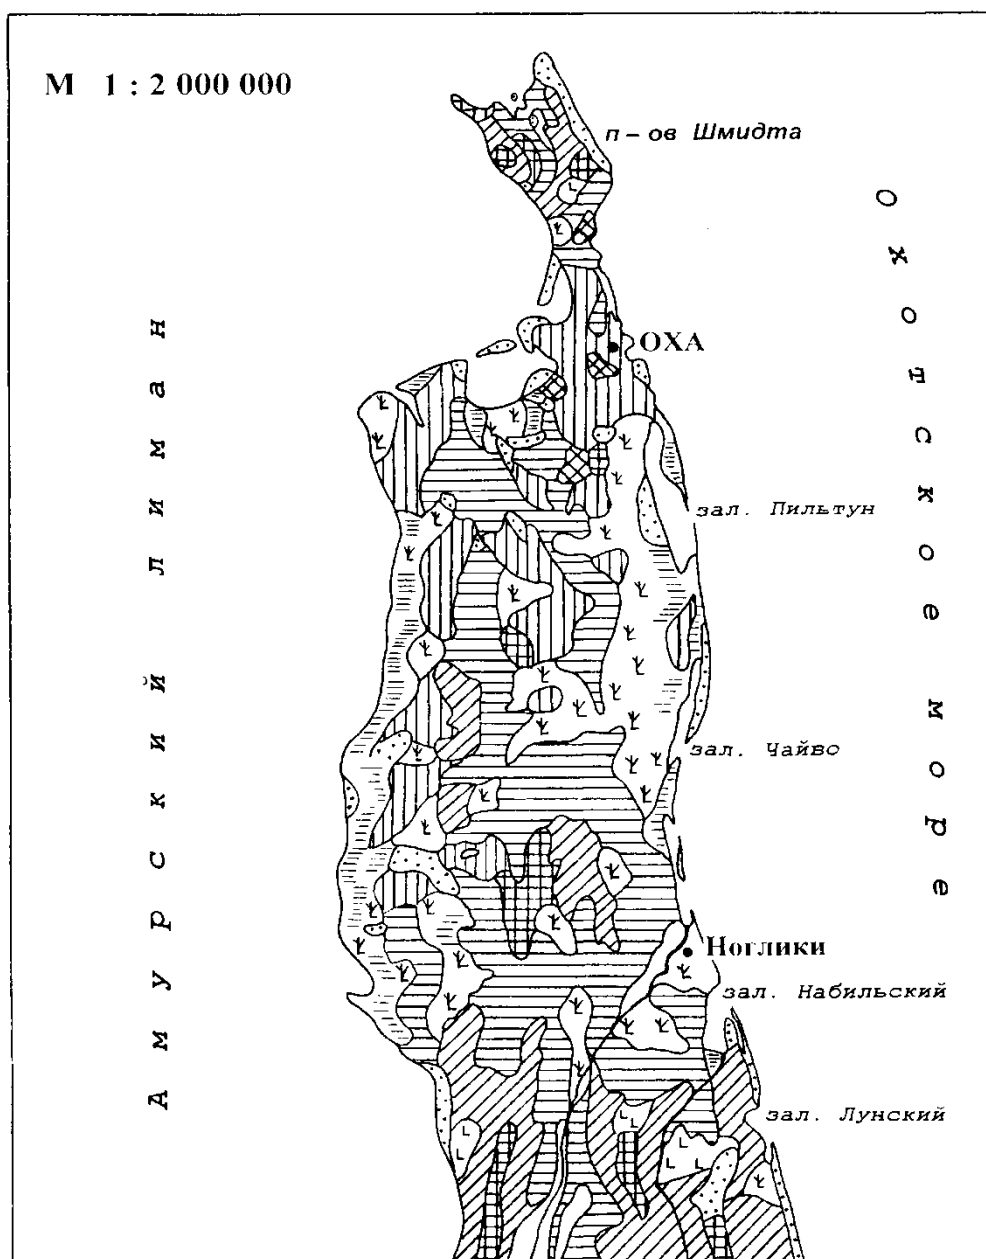 М 1 : 2 000 000
п-ов Шмидта
Охотское море
ОХА
Амурский лиман
зал. Пильтун
зал. Чайво
Ноглики
зал. Набильский
зал. Лунский